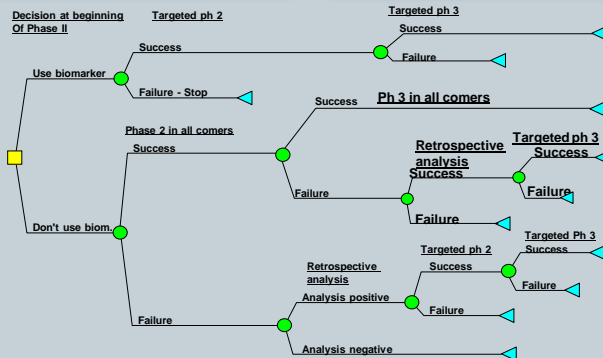 Decision at beginning
Of Phase II
Targeted ph 2
Targeted ph 3
Success
Success
Failure
Use biomarker
Failure - Stop
Success
Ph 3 in all comers
Phase 2 in all comers
Success
Retrospective
analysis
Success
Targeted ph 3
Success
Failure
Failure
Failure
Don't use biom.
Targeted ph 2
Targeted Ph 3
Success
Success
Retrospective
analysis
Failure
Analysis positive
Failure
Failure
Analysis negative